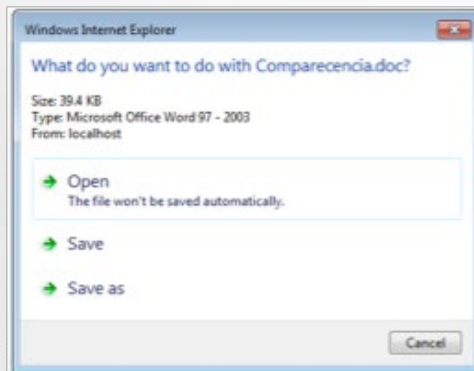 Windows Internet Explorer
What do you want to do with Comparecencia.doc?
Size: 39.4 KB
Type: Microsoft Office Word 97 - 2003
From: localhost
Open
The file won't be saved automatically.
Save
Save as
Cancel